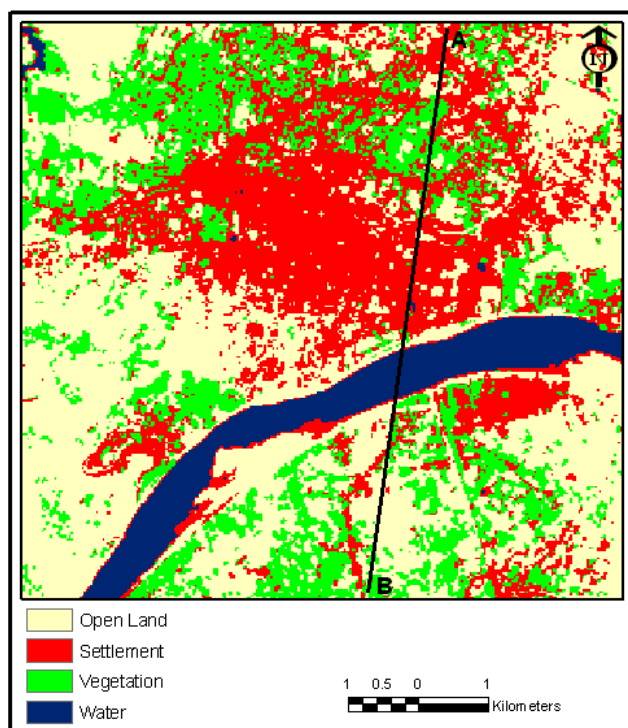 A
N
B
Open Land
Settlement
Vegetation
Water
1 0.5 0 1
Kilometers